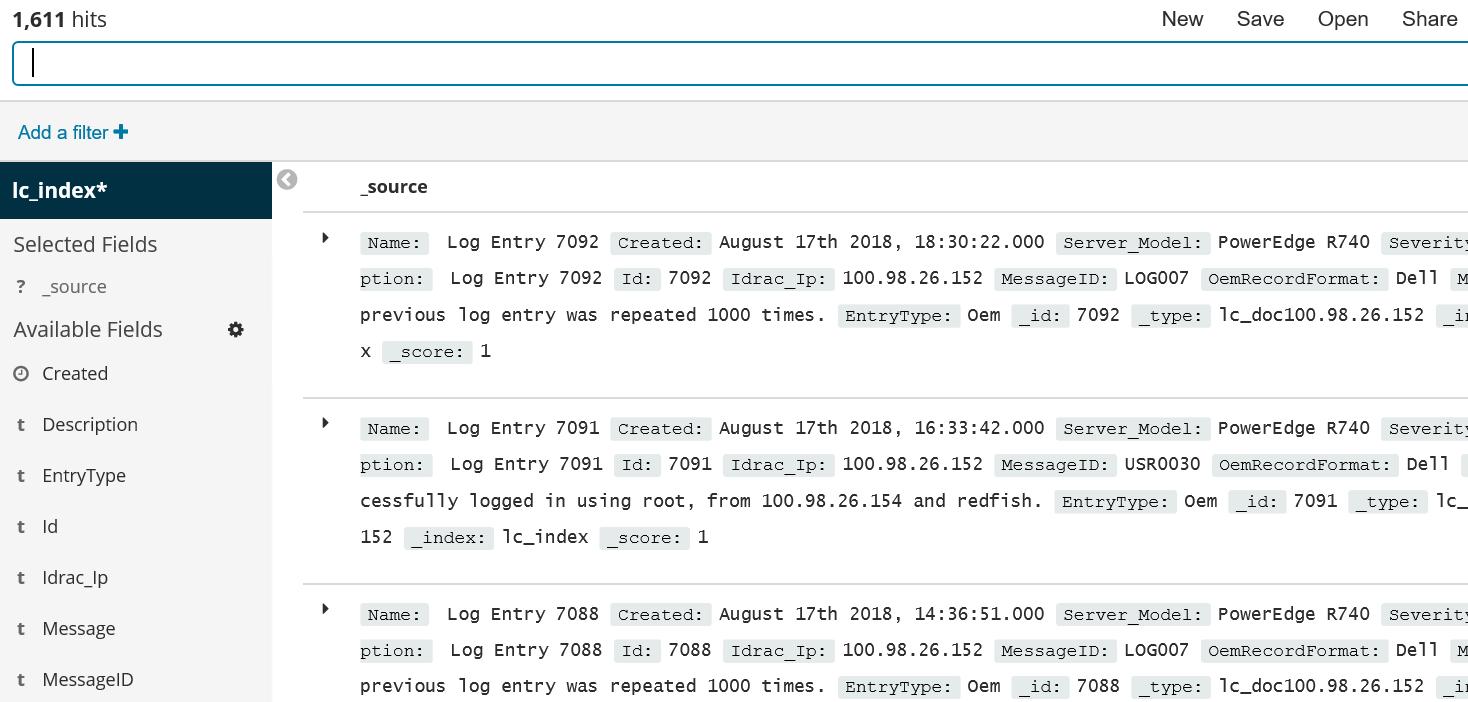 1,611 hits
New Save Open Share
Add a filter
lc_index*
Selected Fields
? _source
Available Fields
Created
t Description
t EntryType
t Id
t Idrac_Ip
t Message
t MessageID
_source
Name: Log Entry 7092 Created: August 17th 2018, 18:30:22.000 Server_Model: PowerEdge R740 Severity
ption: Log Entry 7092 Id: 7092 Idrac_Ip: 100.98.26.152 MessageID: LOG007 OemRecordFormat: Dell M
previous log entry was repeated 1000 times. EntryType: Oem _id: 7092 _type: lc_doc100.98.26.152 _in
x _score: 1
Name: Log Entry 7091 Created: August 17th 2018, 16:33:42.000 Server_Model: PowerEdge R740 Severity
ption: Log Entry 7091 Id: 7091 Idrac_Ip: 100.98.26.152 MessageID: USR0030 OemRecordFormat: Dell
cessfully logged in using root, from 100.98.26.154 and redfish. EntryType: Oem _id: 7091 _type: lc_
152 _index: lc_index _score: 1
Name: Log Entry 7088 Created: August 17th 2018, 14:36:51.000 Server_Model: PowerEdge R740 Severity
ption: Log Entry 7088 Id: 7088 Idrac_Ip: 100.98.26.152 MessageID: LOG007 OemRecordFormat: Dell M
previous log entry was repeated 1000 times. EntryType: Oem _id: 7088 _type: lc_doc100.98.26.152 _in